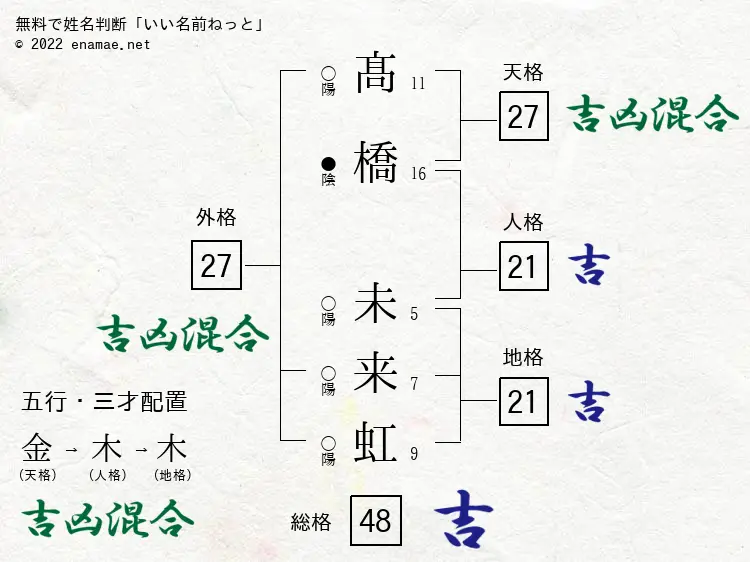 無料で姓名判断「いい名前ねっと」
© 2022 enamae.net
○
陽
髙
11
天格
27
吉凶混合
●
陰
橋
16
外格
27
吉凶混合
人格
21
吉
○
陽
未
5
○
陽
来
7
地格
21
吉
○
陽
虹
9
五行・三才配置
金→木→木
(天格) (人格) (地格)
吉凶混合
総格
48
吉